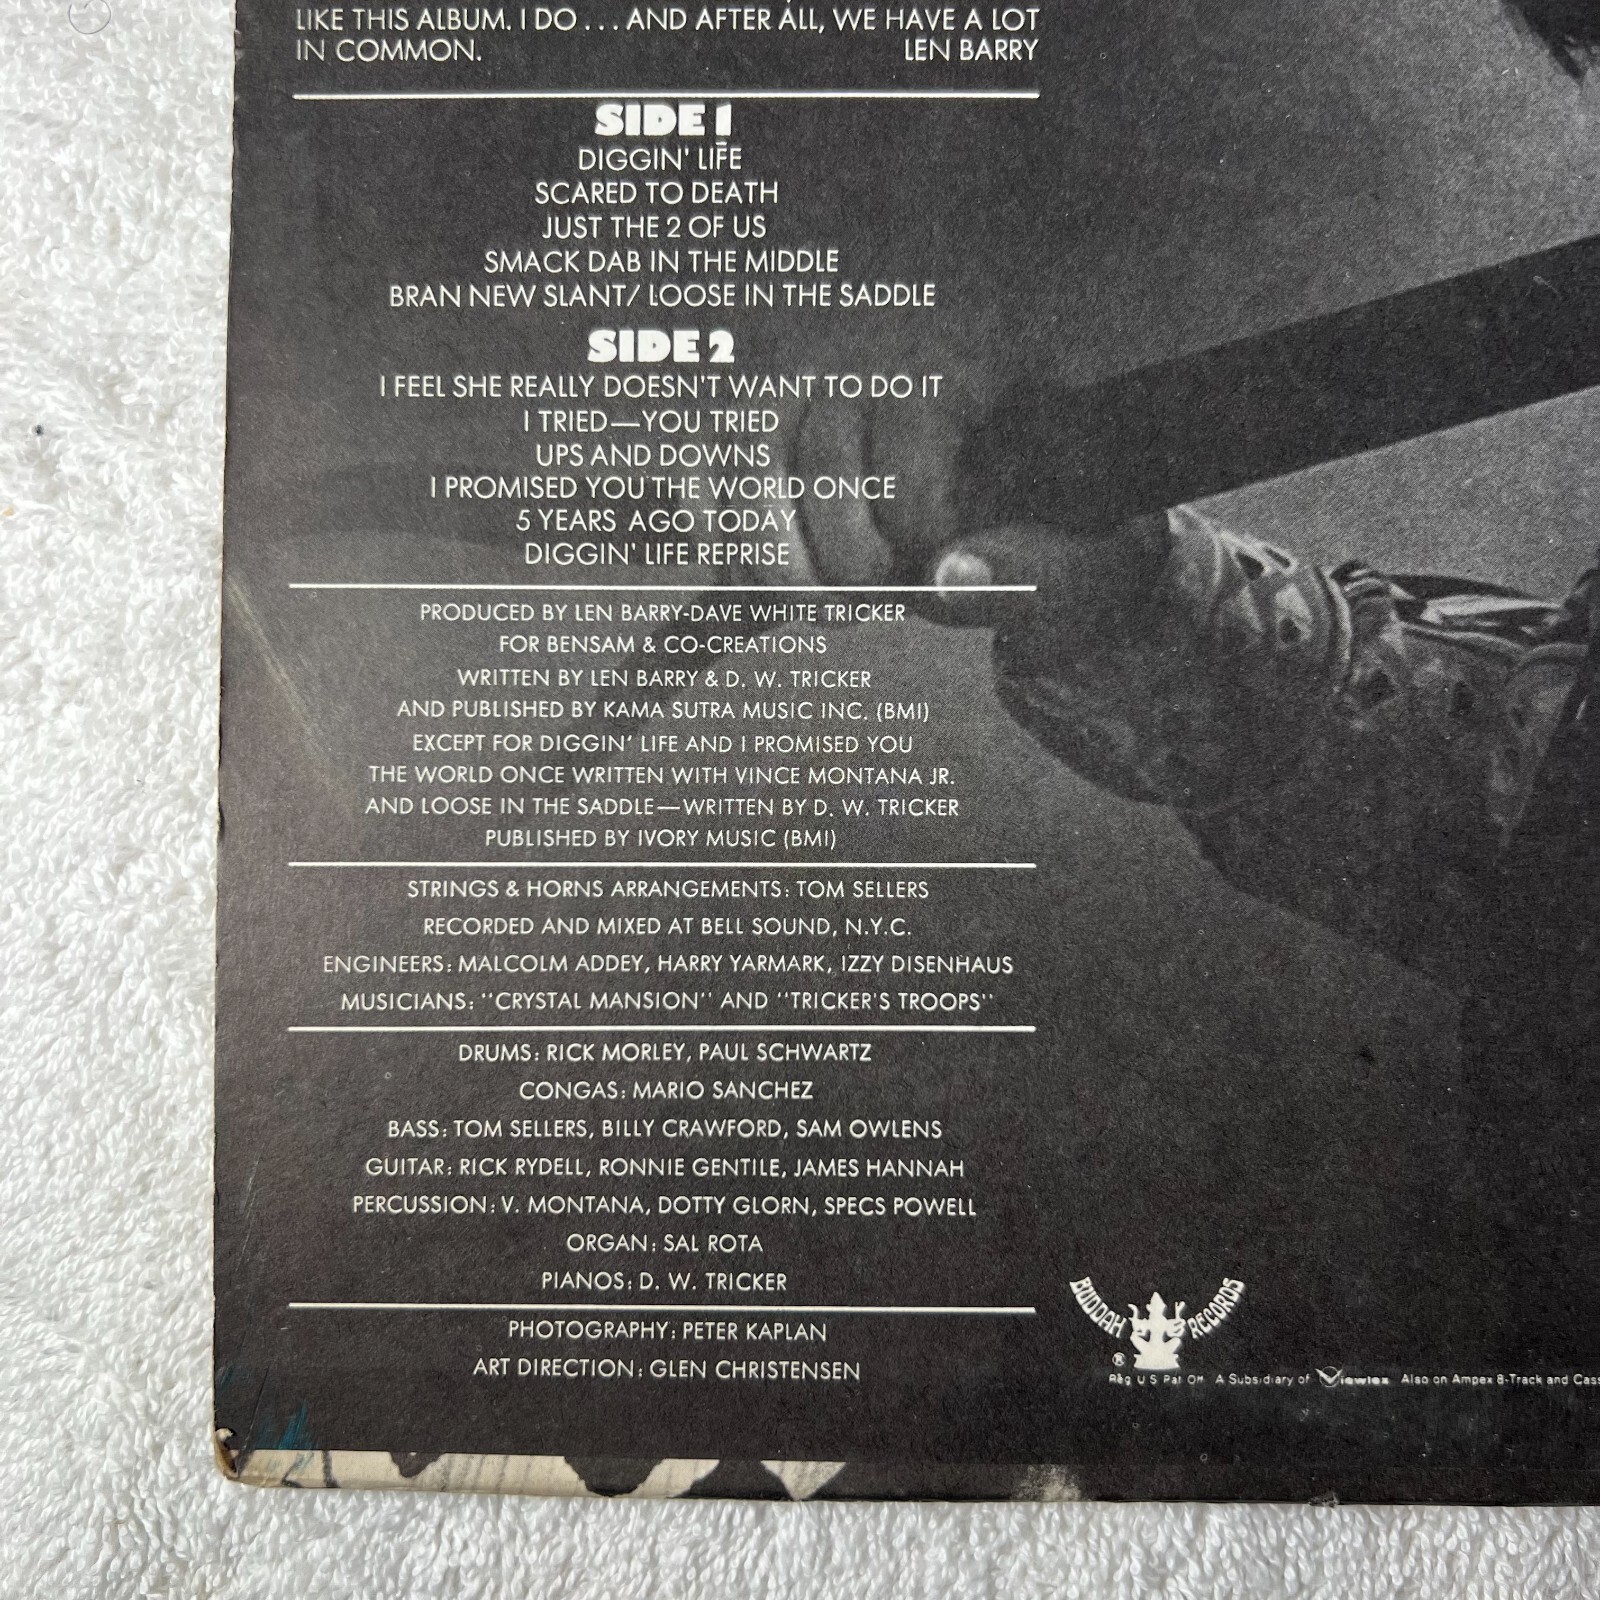 LIKE THIS ALBUM. I DO . . . AND AFTER ALL, WE HAVE A LOT
IN COMMON. LEN BARRY
SIDE 1
DIGGIN' LIFE
SCARED TO DEATH
JUST THE 2 OF US
SMACK DAB IN THE MIDDLE
BRAN NEW SLANT/ LOOSE IN THE SADDLE
SIDE 2
I FEEL SHE REALLY DOESN'T WANT TO DO IT
I TRIED—YOU TRIED
UPS AND DOWNS
I PROMISED YOU THE WORLD ONCE
5 YEARS AGO TODAY
DIGGIN' LIFE REPRISE
PRODUCED BY LEN BARRY-DAVE WHITE TRICKER
FOR BENSAM & CO-CREATIONS
WRITTEN BY LEN BARRY & D. W. TRICKER
AND PUBLISHED BY KAMA SUTRA MUSIC INC. (BMI)
EXCEPT FOR DIGGIN' LIFE AND I PROMISED YOU
THE WORLD ONCE WRITTEN WITH VINCE MONTANA JR.
AND LOOSE IN THE SADDLE—WRITTEN BY D. W. TRICKER
PUBLISHED BY IVORY MUSIC (BMI)
STRINGS & HORNS ARRANGEMENTS: TOM SELLERS
RECORDED AND MIXED AT BELL SOUND, N.Y.C.
ENGINEERS: MALCOLM ADDEY, HARRY YARMARK, IZZY DISENHAUS
MUSICIANS: "CRYSTAL MANSION" AND "TRICKER'S TROOPS"
DRUMS: RICK MORLEY, PAUL SCHWARTZ
CONGAS: MARIO SANCHEZ
BASS: TOM SELLERS, BILLY CRAWFORD, SAM OWLENS
GUITAR: RICK RYDELL, RONNIE GENTILE, JAMES HANNAH
PERCUSSION: V. MONTANA, DOTTY GLORN, SPECS POWELL
ORGAN: SAL ROTA
PIANOS: D. W. TRICKER
PHOTOGRAPHY: PETER KAPLAN
ART DIRECTION: GLEN CHRISTENSEN
BUDDAH RECORDS
®
Reg U S Pat Off A Subsidiary of Viewlex Also on Ampex 8-Track and Cass